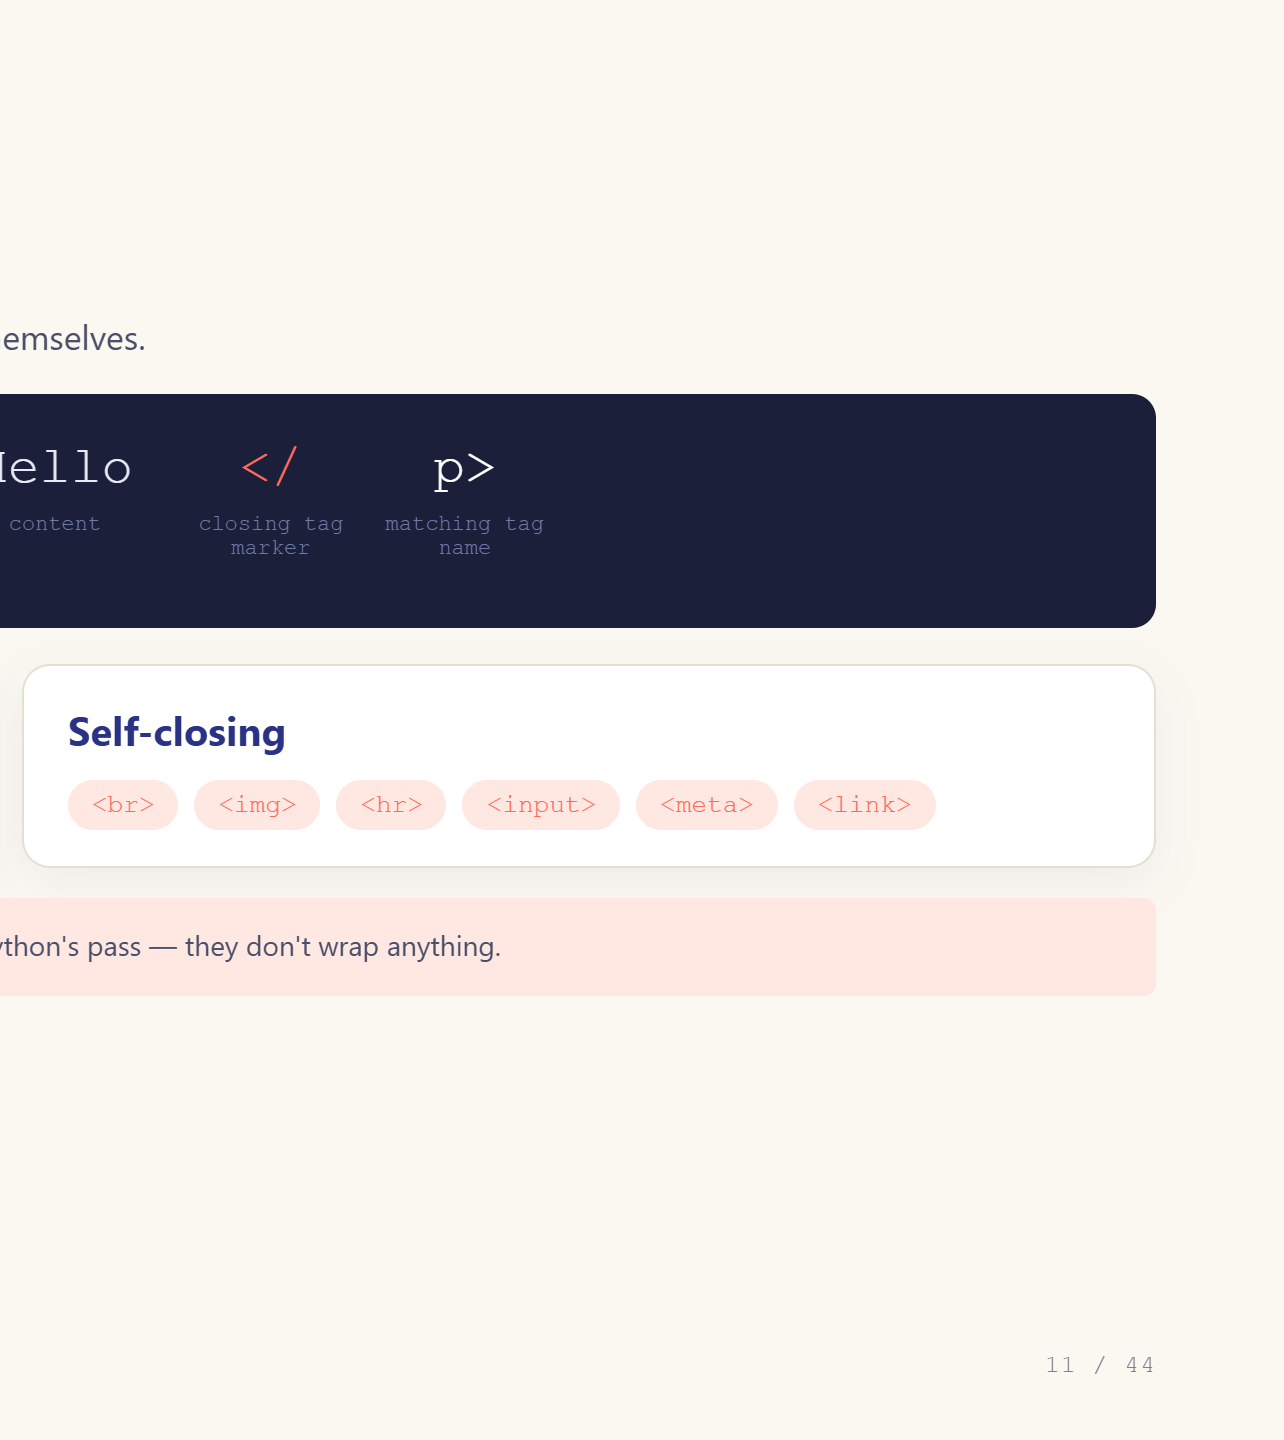 emselves.
ello
</
p>
content
closing tag
marker
matching tag
name
Self-closing
<br> <img> <hr> <input> <meta> <link>
ython's pass — they don't wrap anything.
11 / 44